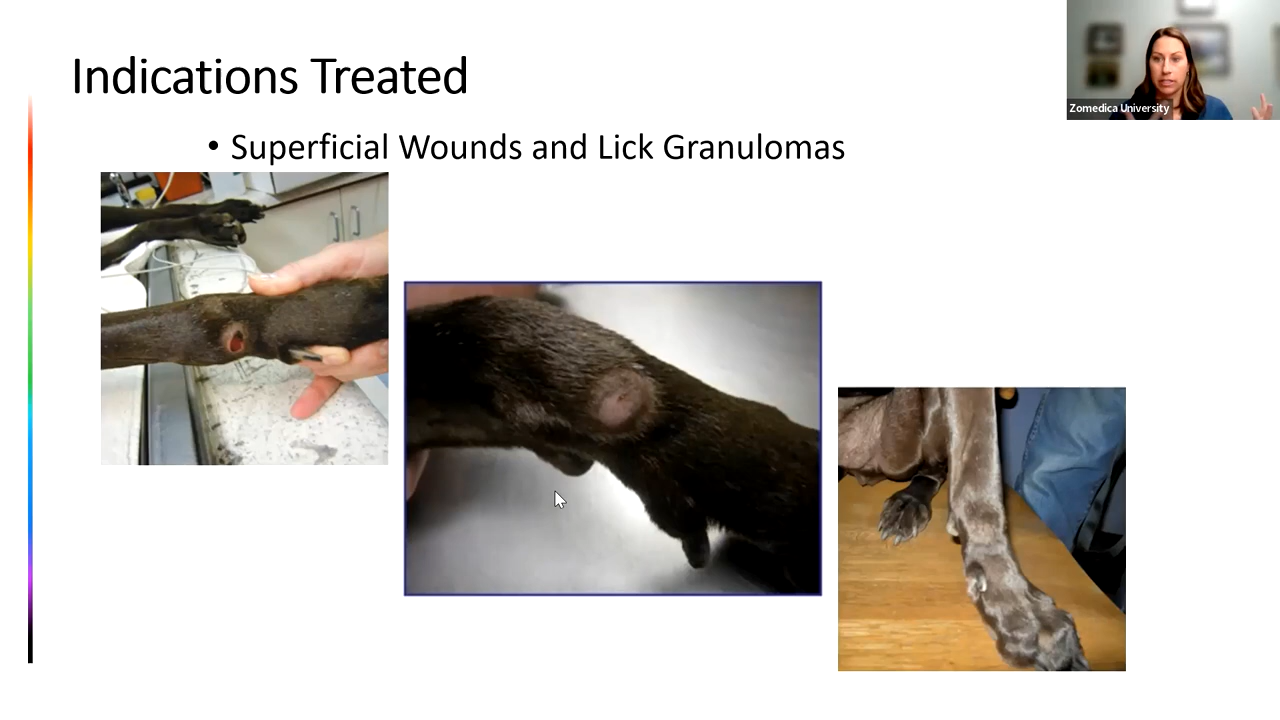 Indications Treated
Zomedica University
• Superficial Wounds and Lick Granulomas